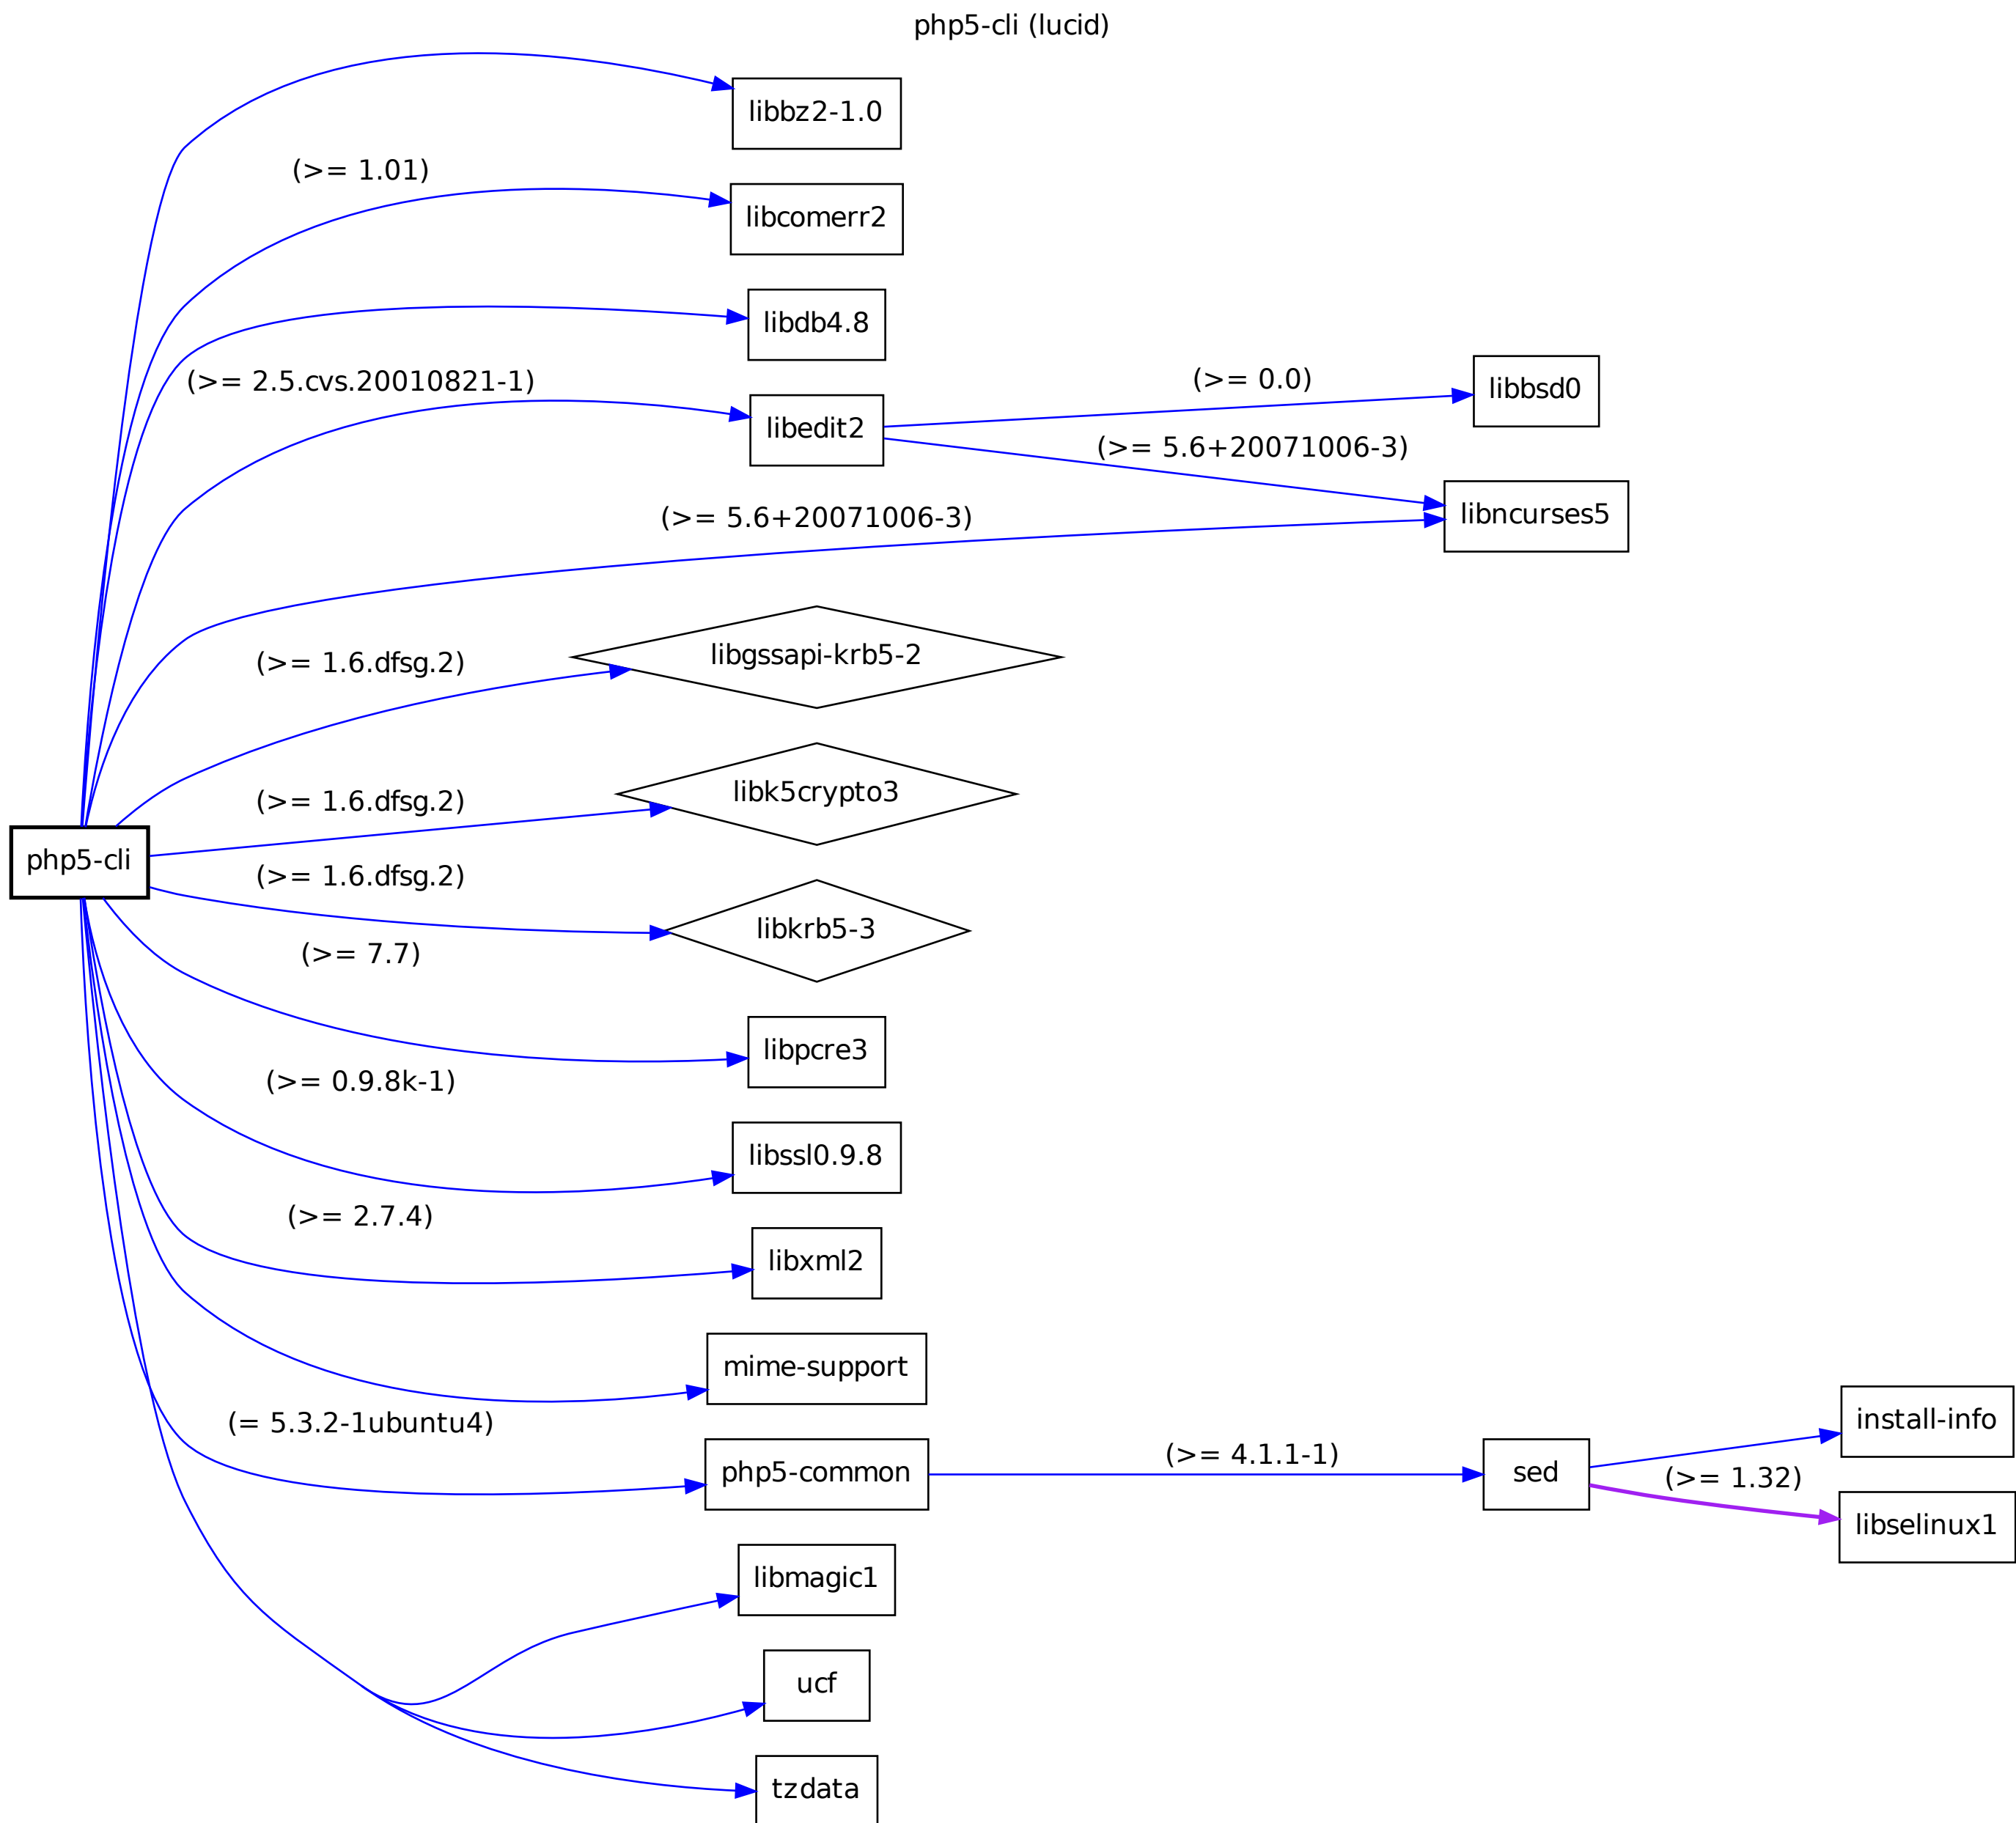 php5-cli (lucid)
libbz2-1.0
(>= 1.01)
libcomerr2
libdb4.8
(>= 2.5.cvs.20010821-1)
libedit2
(>= 0.0)
libbsd0
(>= 5.6+20071006-3)
libncurses5
(>= 5.6+20071006-3)
(>= 1.6.dfsg.2)
libgssapi-krb5-2
(>= 1.6.dfsg.2)
libk5crypto3
php5-cli
(>= 1.6.dfsg.2)
libkrb5-3
(>= 7.7)
libpcre3
(>= 0.9.8k-1)
libssl0.9.8
(>= 2.7.4)
libxml2
mime-support
(= 5.3.2-1ubuntu4)
php5-common
(>= 4.1.1-1)
sed
install-info
(>= 1.32)
libselinux1
libmagic1
ucf
tzdata